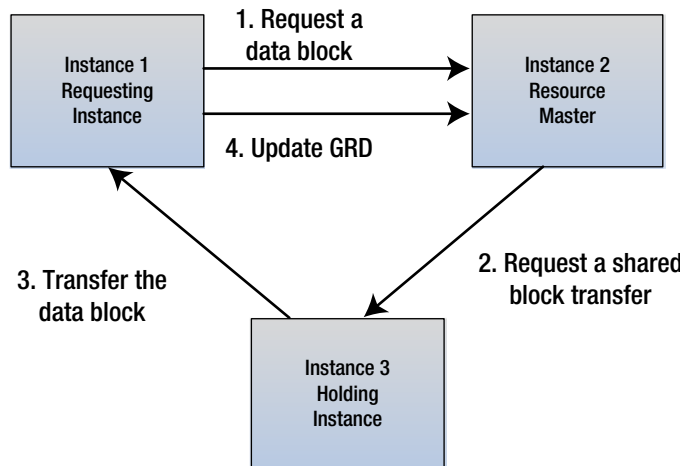 1. Request a
data block
Instance 1
Requesting
Instance
Instance 2
Resource
Master
4. Update GRD
3. Transfer the
data block
2. Request a shared
block transfer
Instance 3
Holding
Instance